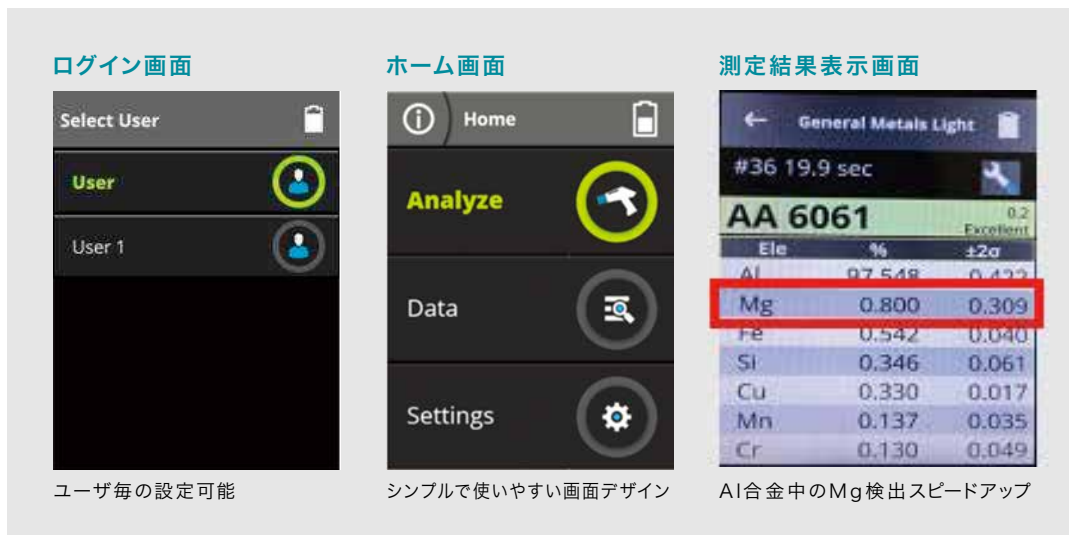 ログイン画面
Select User
User
User 1
ユーザ毎の設定可能
ホーム画面
Home
Analyze
Data
Settings
シンプルで使いやすい画面デザイン
測定結果表示画面
← General Metals Light
#36 19.9 sec
AA 6061 0.2 Excellent
Ele % ±2σ
Al 97.548 0.422
Mg 0.800 0.309
Fe 0.542 0.040
Si 0.346 0.061
Cu 0.330 0.017
Mn 0.137 0.035
Cr 0.130 0.049
Al合金中のMg検出スピードアップ